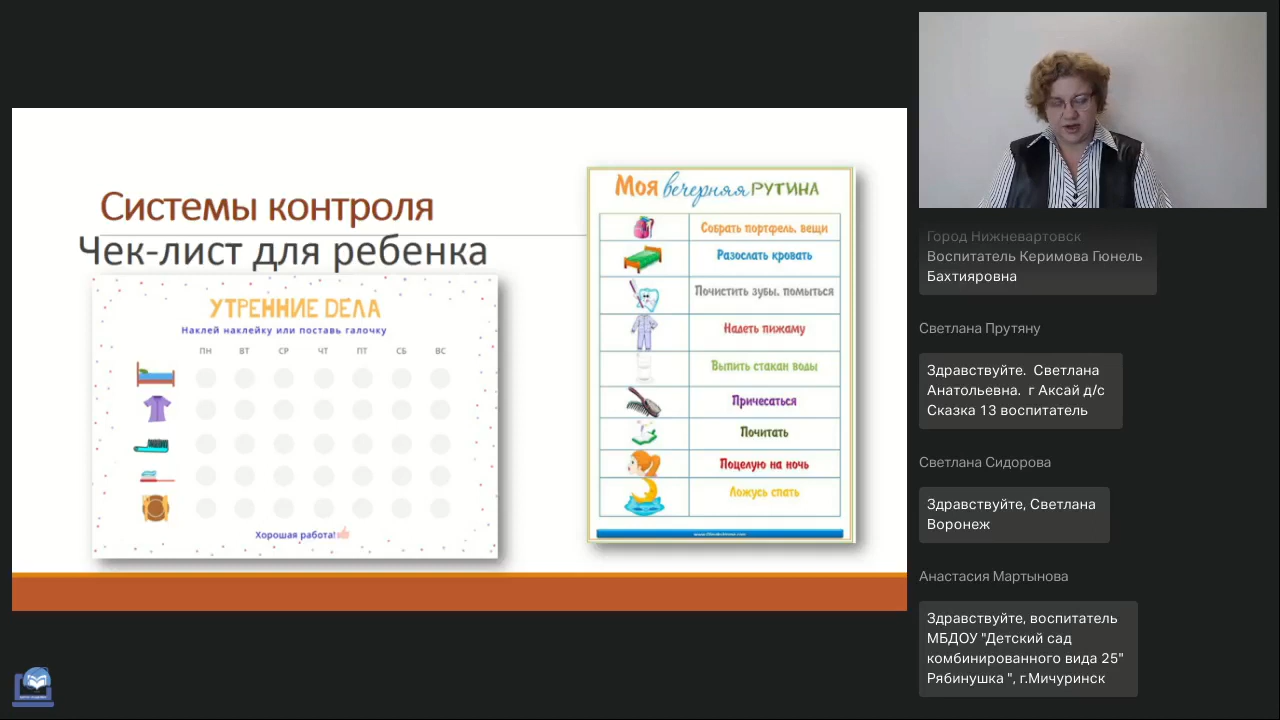 Системы контроля
Чек-лист для ребенка
УТРЕННИЕ DЕЛА
Наклей наклейку или поставь галочку
ПН ВТ СР ЧТ ПТ СБ ВС
Хорошая работа!
Моя вечерняя РУТИНА
Собрать портфель, вещи
Разослать кровать
Почистить зубы, помыться
Надеть пижаму
Выпить стакан воды
Причесаться
Почитать
Поцелую на ночь
Ложусь спать
Город Нижневартовск
Воспитатель Керимова Гюнель
Бахтияровна
Светлана Прутяну
Здравствуйте. Светлана
Анатольевна. г Аксай д/с
Сказка 13 воспитатель
Светлана Сидорова
Здравствуйте, Светлана
Воронеж
Анастасия Мартынова
Здравствуйте, воспитатель
МБДОУ "Детский сад
комбинированного вида 25"
Рябинушка ", г.Мичуринск